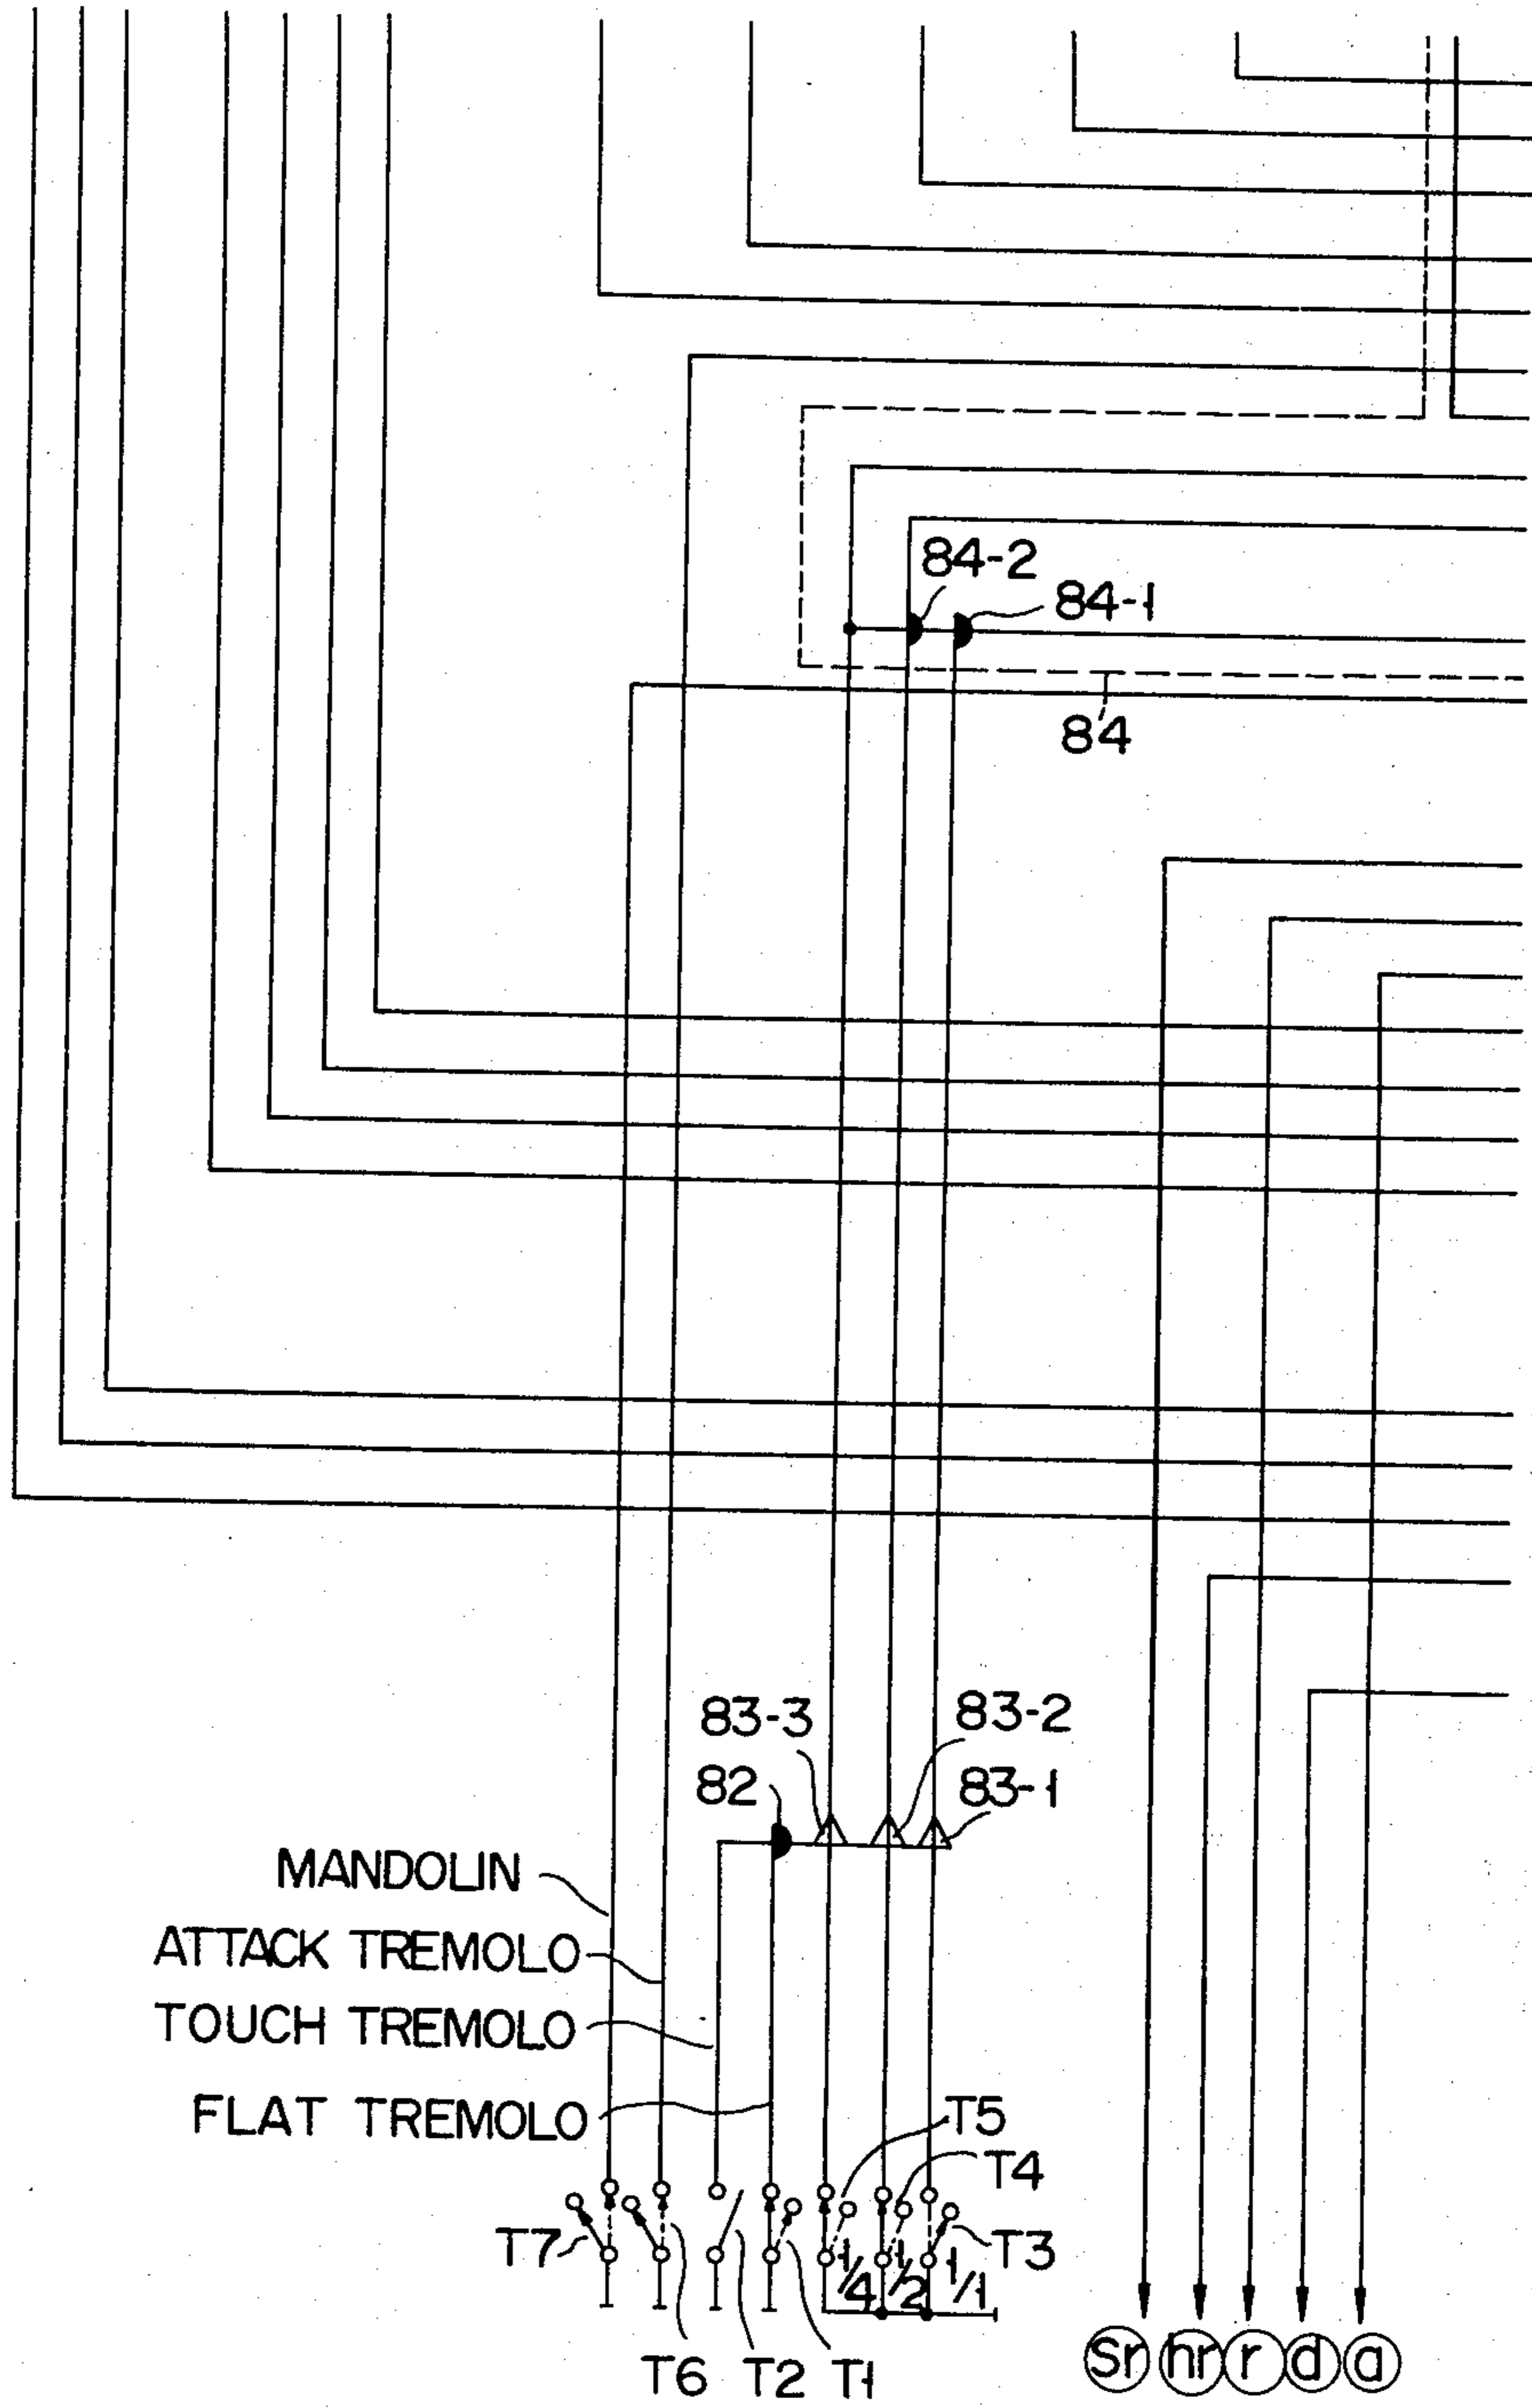 84-2
84-1
84
83-3
83-2
82
83-1
MANDOLIN
ATTACK TREMOLO
TOUCH TREMOLO
FLAT TREMOLO
T5
T4
T7
T3
1/4
1/2
1/1
T6
T2
T1
Sr
hr
r
d
a